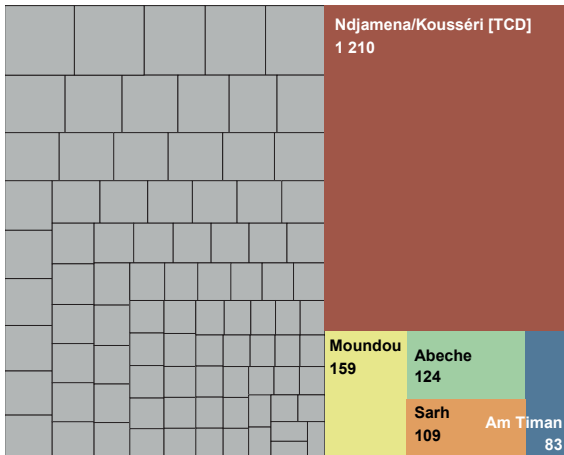 Ndjamena/Kousséri [TCD]
1 210
Moundou
159
Abeche
124
Sarh
109
Am Timan
83